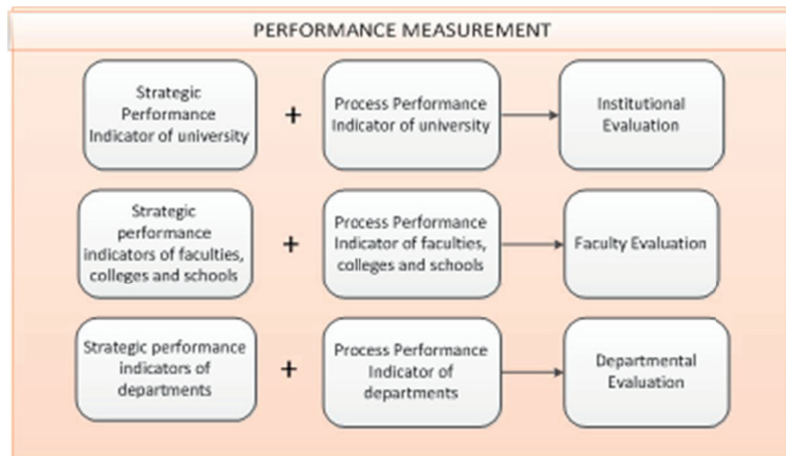 PERFORMANCE MEASUREMENT
Strategic
Performance
Indicator of university
+
Process Performance
Indicator of university
Institutional
Evaluation
Strategic
performance
indicators of faculties,
colleges and schools
+
Process Performance
Indicator of faculties,
colleges and schools
Faculty Evaluation
Strategic performance
indicators of
departments
+
Process Performance
Indicator of
departments
Departmental
Evaluation